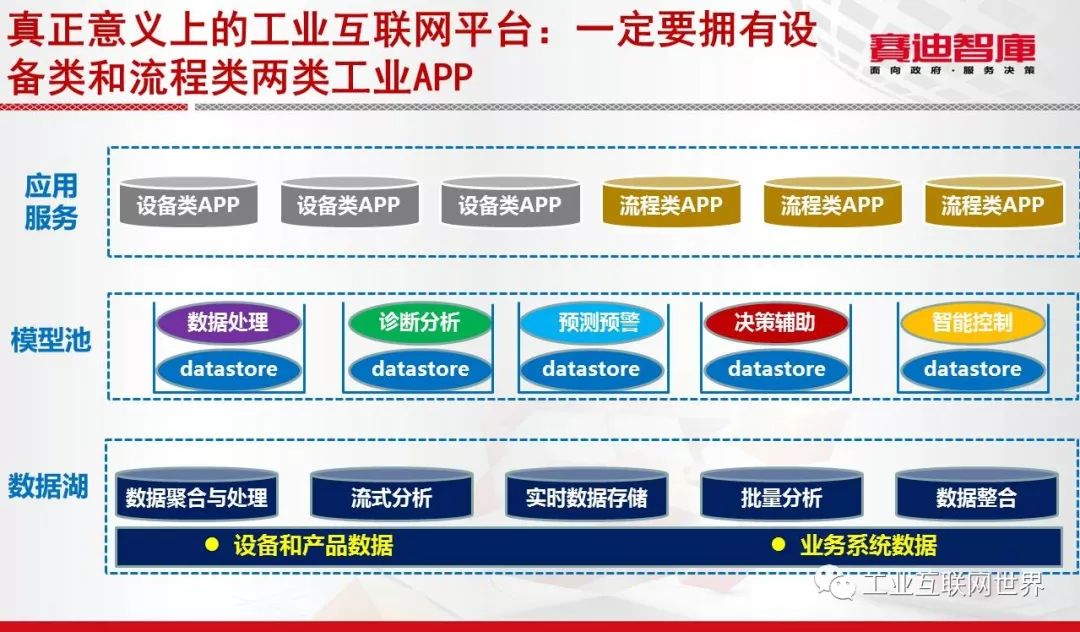 真正意义上的工业互联网平台：一定要拥有设
备类和流程类两类工业APP
赛迪智庫
面向政府·服务决策
应用
服务
设备类APP
设备类APP
设备类APP
流程类APP
流程类APP
流程类APP
模型池
数据处理
诊断分析
预测预警
决策辅助
智能控制
datastore
datastore
datastore
datastore
datastore
数据湖
数据聚合与处理
流式分析
实时数据存储
批量分析
数据整合
● 设备和产品数据
● 业务系统数据
工业互联网世界